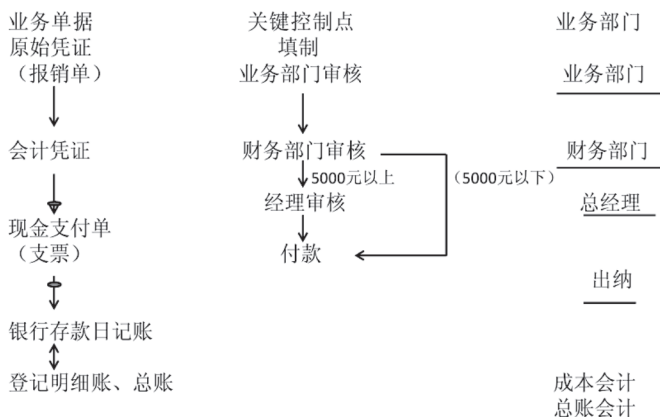 业务单据
原始凭证
（报销单）
会计凭证
现金支付单
（支票）
银行存款日记账
登记明细账、总账
关键控制点
填制
业务部门审核
财务部门审核
5000元以上
（5000元以下）
经理审核
付款
业务部门
业务部门
财务部门
总经理
出纳
成本会计
总账会计